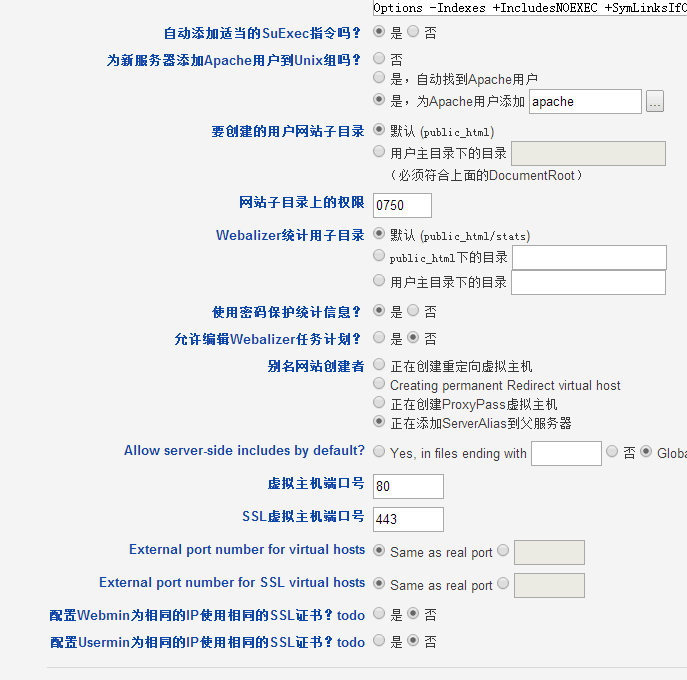 Options -Indexes +IncludesNOEXEC +SymLinksIfO
自动添加适当的SuExec指令吗? 是 否
为新服务器添加Apache用户到Unix组吗? 否
是，自动找到Apache用户
是，为Apache用户添加 apache ...
要创建的用户网站子目录 默认 (public_html)
用户主目录下的目录
（必须符合上面的DocumentRoot）
网站子目录上的权限 0750
Webalizer统计用子目录 默认 (public_html/stats)
public_html下的目录
用户主目录下的目录
使用密码保护统计信息? 是 否
允许编辑Webalizer任务计划? 是 否
别名网站创建者 正在创建重定向虚拟主机
Creating permanent Redirect virtual host
正在创建ProxyPass虚拟主机
正在添加ServerAlias到父服务器
Allow server-side includes by default? Yes, in files ending with 否 Globa
虚拟主机端口号 80
SSL虚拟主机端口号 443
External port number for virtual hosts Same as real port
External port number for SSL virtual hosts Same as real port
配置Webmin为相同的IP使用相同的SSL证书? todo 是 否
配置Usermin为相同的IP使用相同的SSL证书? todo 是 否